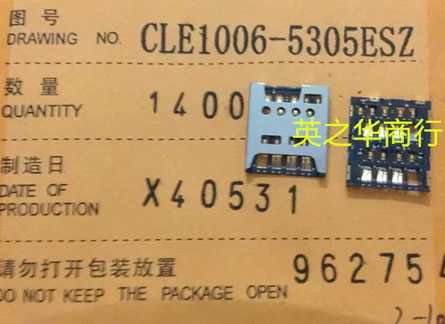 图号
DRAWING NO. CLE1006-5305ESZ
数量
QUANTITY 1400
英之华商行
制造日
DATE OF
PRODUCTION X40531
请勿打开包装放置 962754
DO NOT KEEP THE PACKAGE OPEN